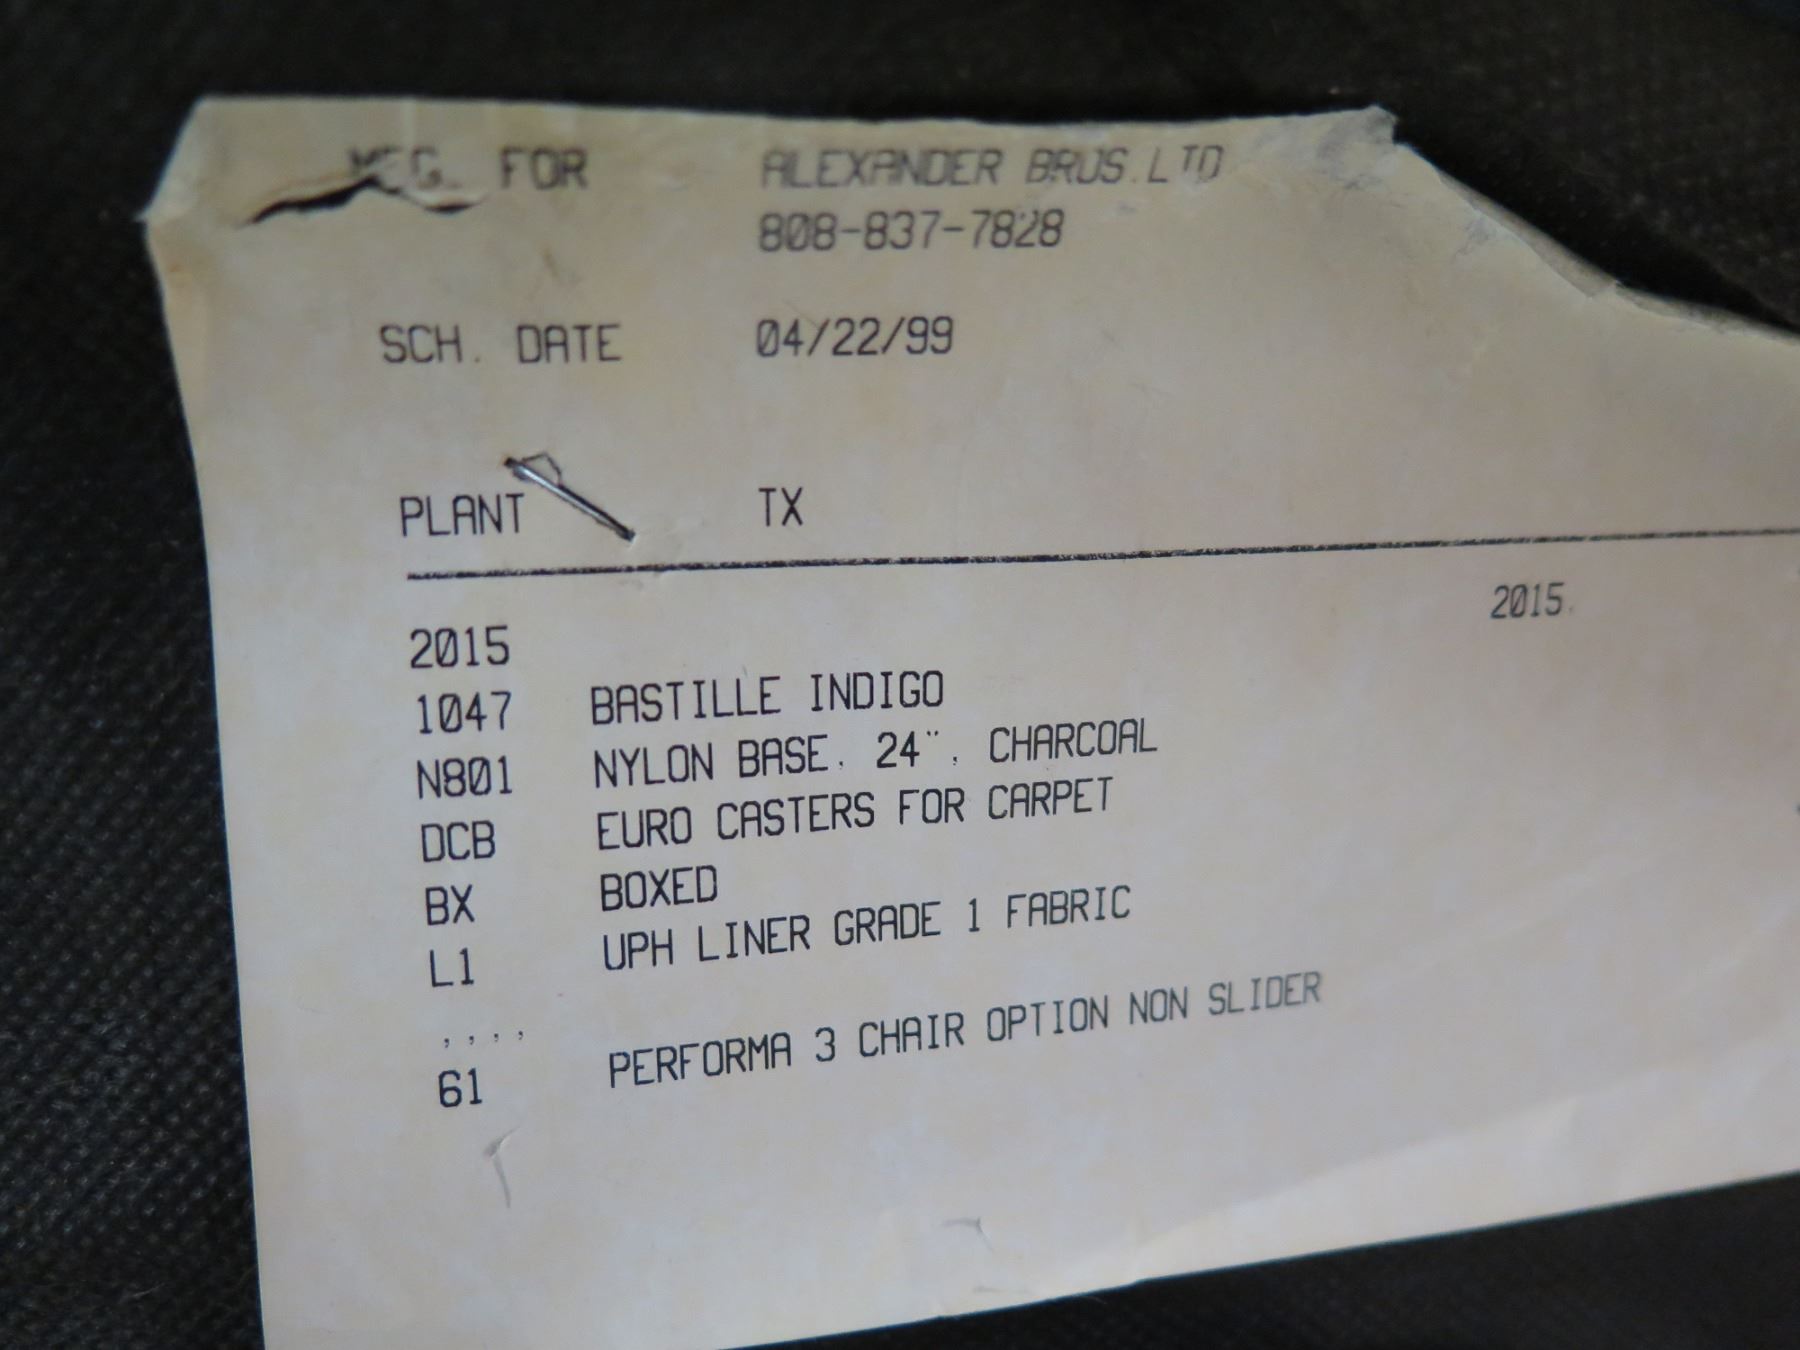 MFG. FOR ALEXANDER BROS.LTD
808-837-7828
SCH. DATE 04/22/99
PLANT TX
2015 2015.
1047 BASTILLE INDIGO
N801 NYLON BASE, 24", CHARCOAL
DCB EURO CASTERS FOR CARPET
BX BOXED
L1 UPH LINER GRADE 1 FABRIC
,,,,
61 PERFORMA 3 CHAIR OPTION NON SLIDER